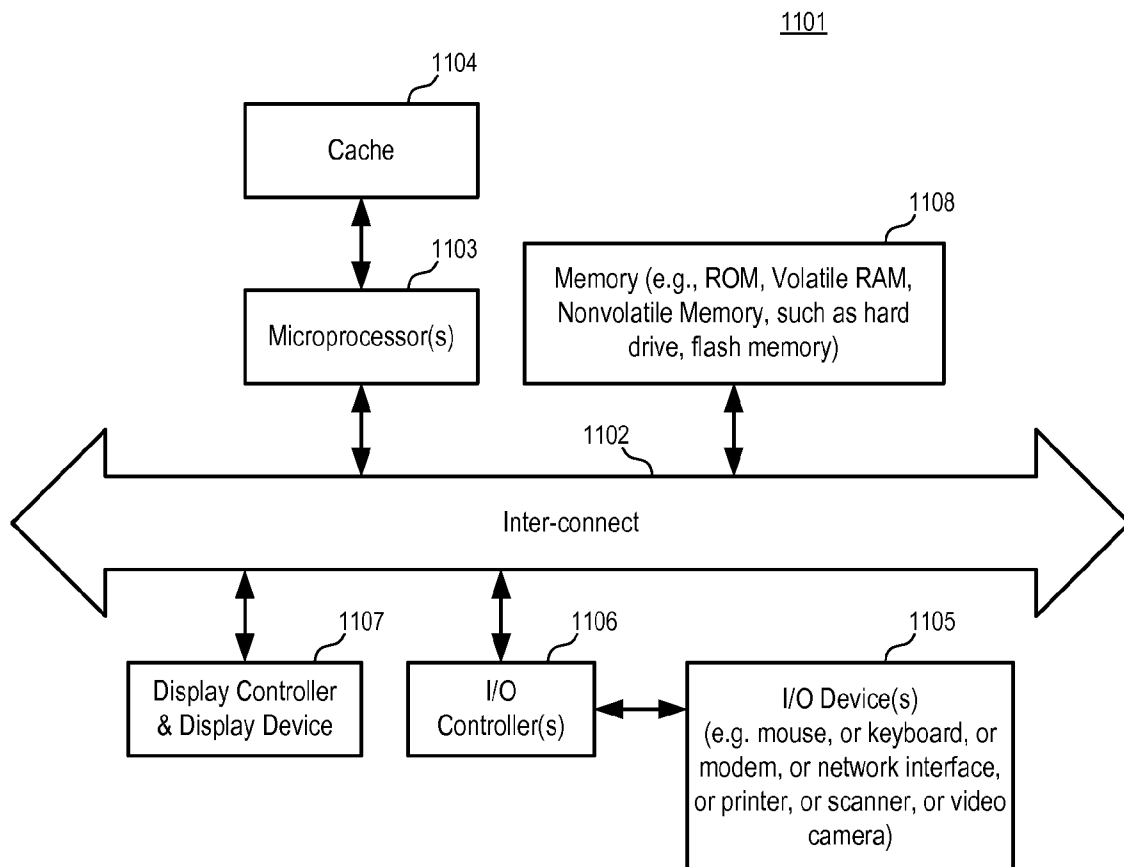 1101
1104
Cache
1108
1103
Memory (e.g., ROM, Volatile RAM,
Nonvolatile Memory, such as hard
drive, flash memory)
Microprocessor(s)
1102
Inter-connect
1107
1106
1105
Display Controller
& Display Device
I/O
Controller(s)
I/O Device(s)
(e.g. mouse, or keyboard, or
modem, or network interface,
or printer, or scanner, or video
camera)